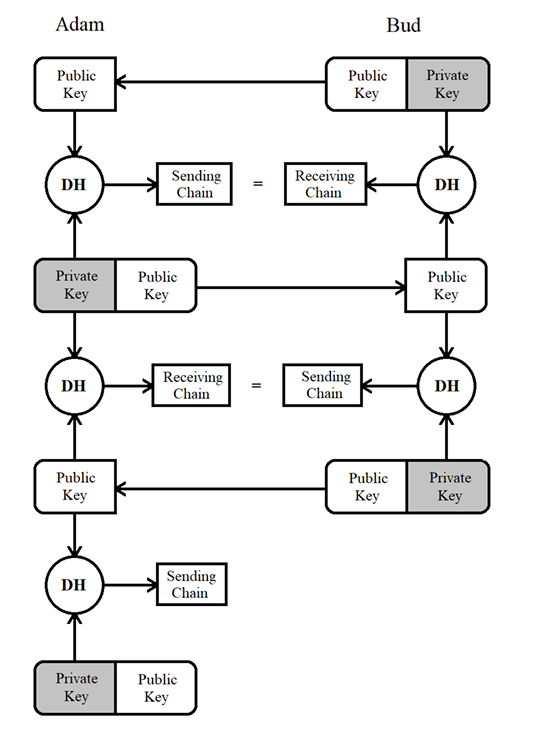 Adam
Bud
Public
Key
Public
Key
Private
Key
DH
Sending
Chain
=
Receiving
Chain
DH
Private
Key
Public
Key
Public
Key
DH
Receiving
Chain
=
Sending
Chain
DH
Public
Key
Public
Key
Private
Key
DH
Sending
Chain
Private
Key
Public
Key